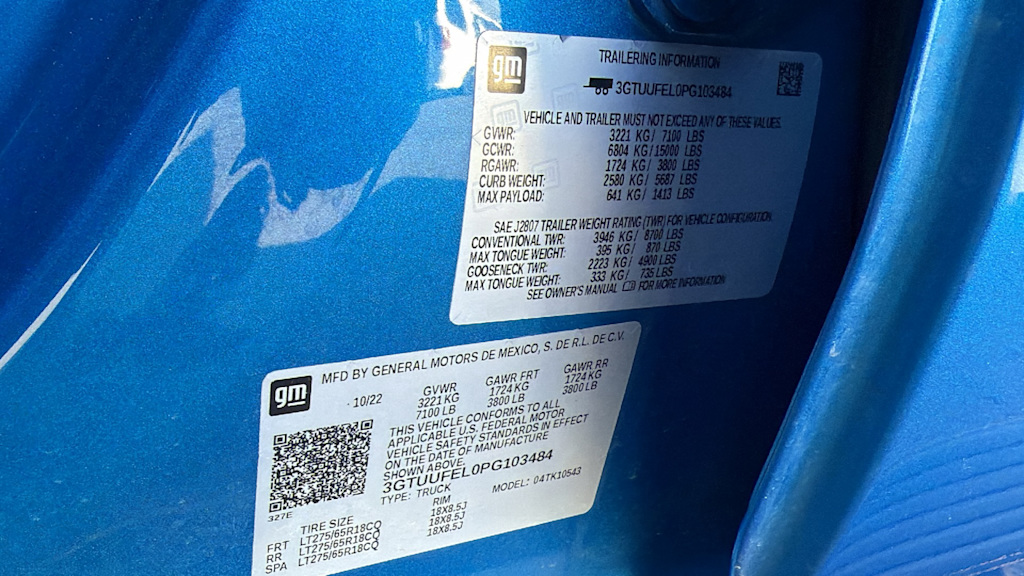 gm
TRAILERING INFORMATION
3GTUUFEL0PG103484
VEHICLE AND TRAILER MUST NOT EXCEED ANY OF THESE VALUES.
GVWR: 3221 KG / 7100 LBS
GCWR: 6804 KG / 15000 LBS
RGAWR: 1724 KG / 3800 LBS
CURB WEIGHT: 2580 KG / 5687 LBS
MAX PAYLOAD: 641 KG / 1413 LBS
SAE J2807 TRAILER WEIGHT RATING (TWR) FOR VEHICLE CONFIGURATION.
CONVENTIONAL TWR: 3946 KG / 8700 LBS
MAX TONGUE WEIGHT: 395 KG / 870 LBS
GOOSENECK TWR: 2223 KG / 4900 LBS
MAX TONGUE WEIGHT: 333 KG / 735 LBS
SEE OWNER'S MANUAL FOR MORE INFORMATION
gm
MFD BY GENERAL MOTORS DE MEXICO, S. DE R.L. DE C.V.
10/22
GVWR GAWR FRT GAWR RR
3221 KG 1724 KG 1724 KG
7100 LB 3800 LB 3800 LB
THIS VEHICLE CONFORMS TO ALL
APPLICABLE U.S. FEDERAL MOTOR
VEHICLE SAFETY STANDARDS IN EFFECT
ON THE DATE OF MANUFACTURE
SHOWN ABOVE.
3GTUUFEL0PG103484
TYPE: TRUCK MODEL: 04TK10543
327E
TIRE SIZE RIM
FRT LT275/65R18CQ 18X8.5J
RR LT275/65R18CQ 18X8.5J
SPA LT275/65R18CQ 18X8.5J